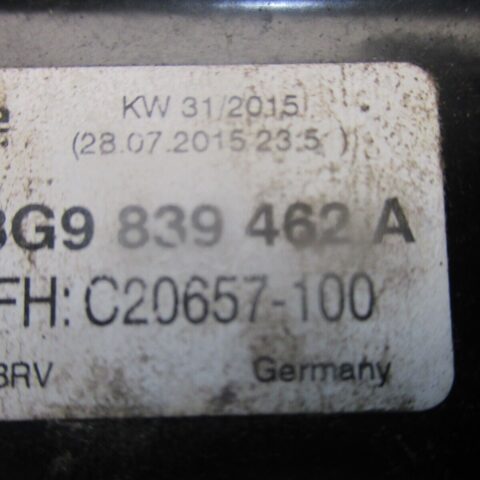 KW 31/2015
(28.07.2015 23:5 )
3G9 839 462 A
FH: C20657-100
BRV Germany